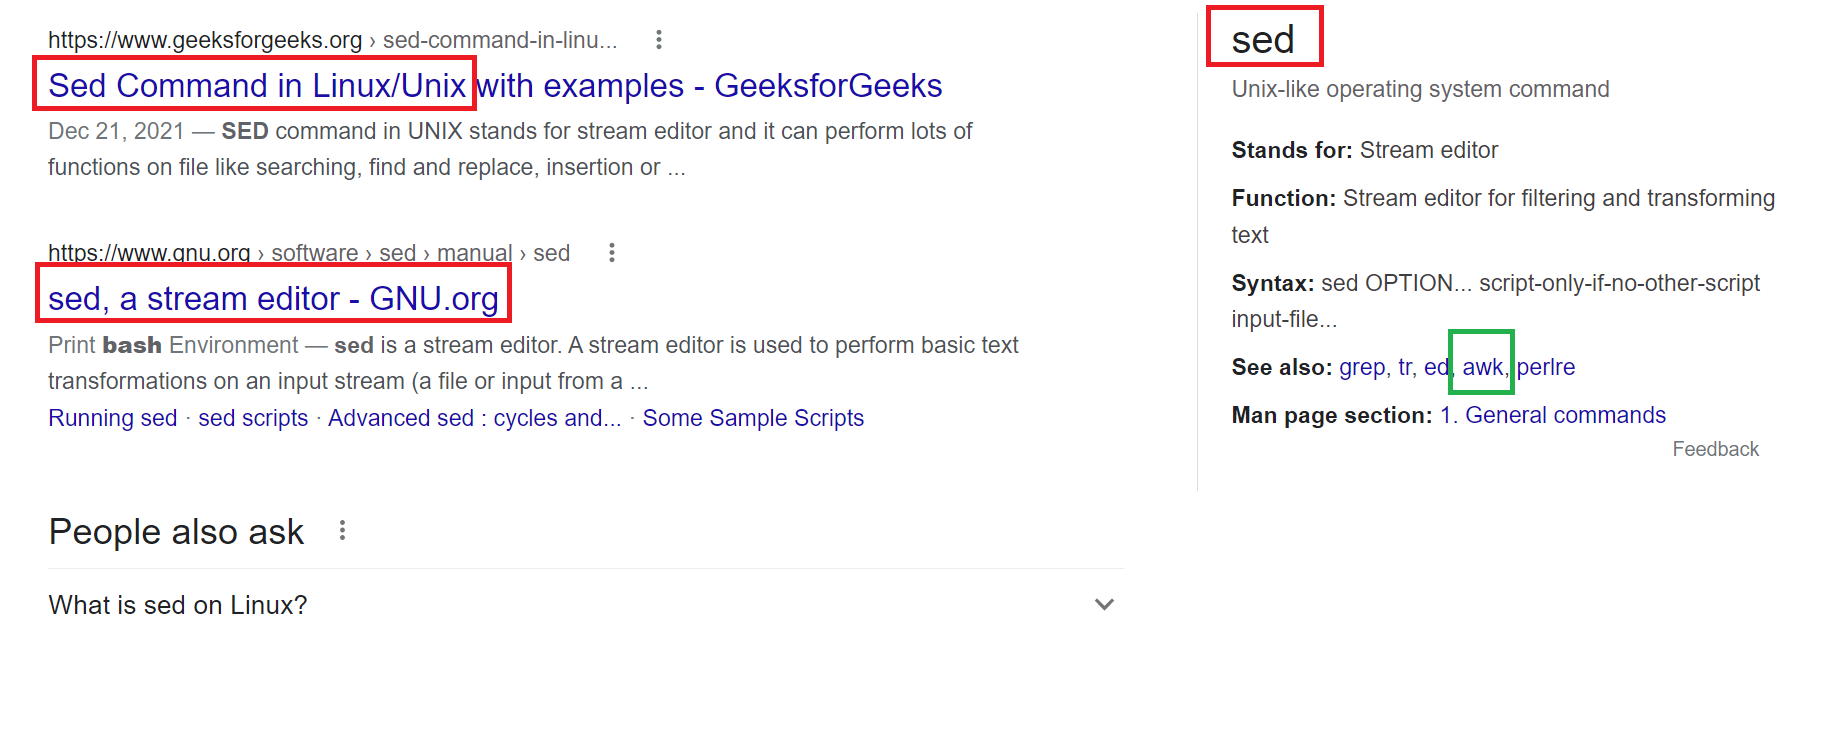 https://www.geeksforgeeks.org › sed-command-in-linu...
Sed Command in Linux/Unix with examples - GeeksforGeeks
Dec 21, 2021 — SED command in UNIX stands for stream editor and it can perform lots of
functions on file like searching, find and replace, insertion or ...
https://www.gnu.org › software › sed › manual › sed
sed, a stream editor - GNU.org
Print bash Environment — sed is a stream editor. A stream editor is used to perform basic text
transformations on an input stream (a file or input from a ...
Running sed · sed scripts · Advanced sed : cycles and... · Some Sample Scripts
People also ask
What is sed on Linux?
sed
Unix-like operating system command
Stands for: Stream editor
Function: Stream editor for filtering and transforming
text
Syntax: sed OPTION... script-only-if-no-other-script
input-file...
See also: grep, tr, ed, awk, perlre
Man page section: 1. General commands
Feedback